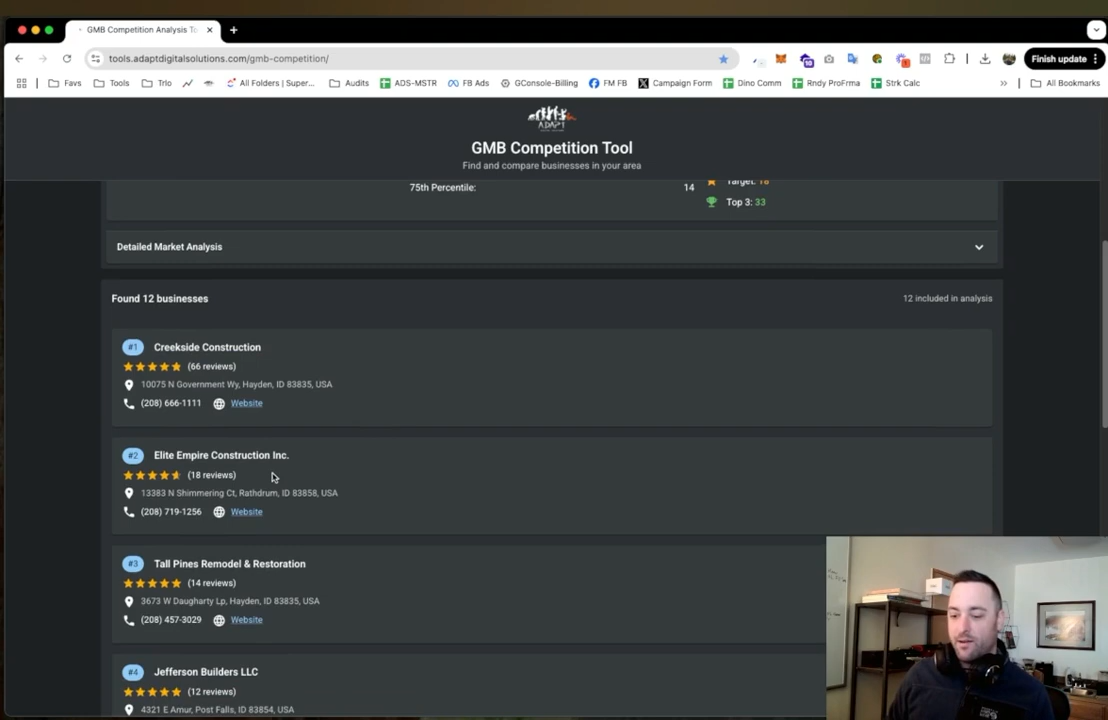 GMB Competition Analysis To
tools.adaptdigitalsolutions.com/gmb-competition/
Finish update
Favs
Tools
Trlo
All Folders | Super...
Audits
ADS-MSTR
FB Ads
GConsole-Billing
FM FB
Campaign Form
Dino Comm
Rndy ProFrma
Strk Calc
»
All Bookmarks
ADAPT
GMB Competition Tool
Find and compare businesses in your area
75th Percentile: 14
Target: 18
Top 3: 33
Detailed Market Analysis
Found 12 businesses
12 included in analysis
#1 Creekside Construction
(66 reviews)
10075 N Government Wy, Hayden, ID 83835, USA
(208) 666-1111 Website
#2 Elite Empire Construction Inc.
(18 reviews)
13383 N Shimmering Ct, Rathdrum, ID 83858, USA
(208) 719-1256 Website
#3 Tall Pines Remodel & Restoration
(14 reviews)
3673 W Daugharty Lp, Hayden, ID 83835, USA
(208) 457-3029 Website
#4 Jefferson Builders LLC
(12 reviews)
4321 E Amur, Post Falls, ID 83854, USA